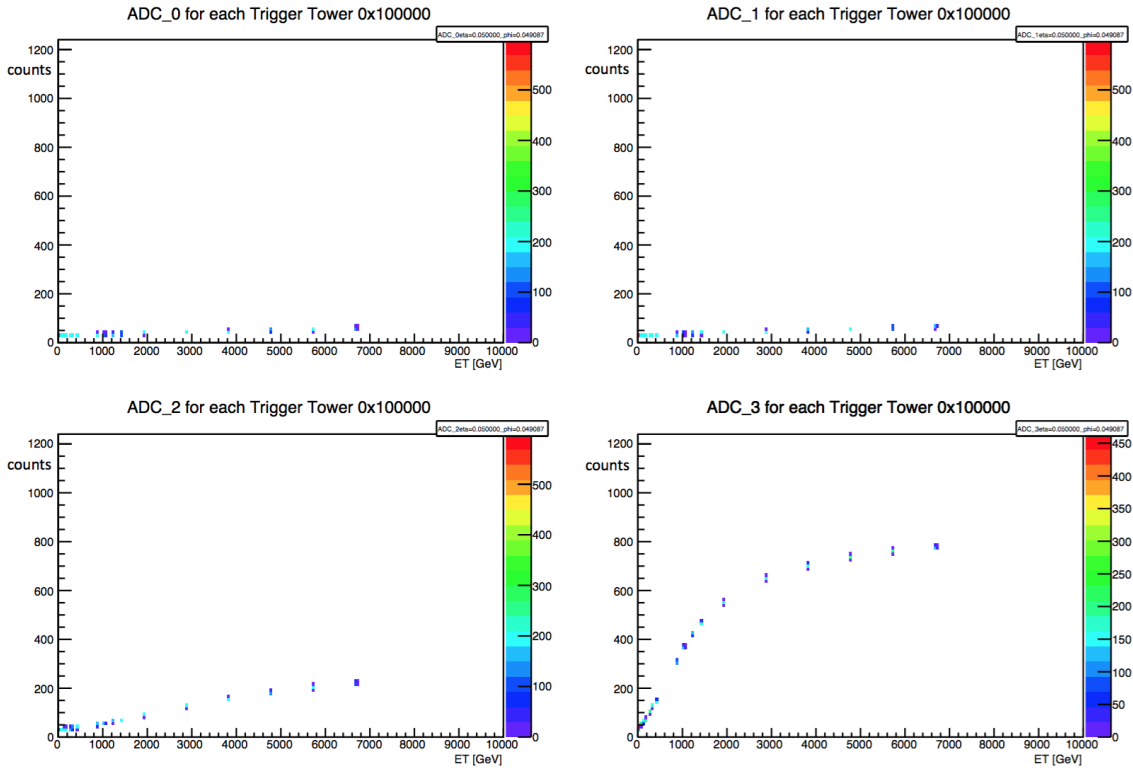 ADC_0 for each Trigger Tower 0x100000
ADC_0eta=0.050000_phi=0.049087
counts
1200
1000
800
600
400
200
0
0 1000 2000 3000 4000 5000 6000 7000 8000 9000 10000
ET [GeV]
500
400
300
200
100
0
ADC_1 for each Trigger Tower 0x100000
ADC_1eta=0.050000_phi=0.049087
counts
1200
1000
800
600
400
200
0
0 1000 2000 3000 4000 5000 6000 7000 8000 9000 10000
ET [GeV]
500
400
300
200
100
0
ADC_2 for each Trigger Tower 0x100000
ADC_2eta=0.050000_phi=0.049087
counts
1200
1000
800
600
400
200
0
0 1000 2000 3000 4000 5000 6000 7000 8000 9000 10000
ET [GeV]
500
400
300
200
100
0
ADC_3 for each Trigger Tower 0x100000
ADC_3eta=0.050000_phi=0.049087
counts
1200
1000
800
600
400
200
0
0 1000 2000 3000 4000 5000 6000 7000 8000 9000 10000
ET [GeV]
450
400
350
300
250
200
150
100
50
0